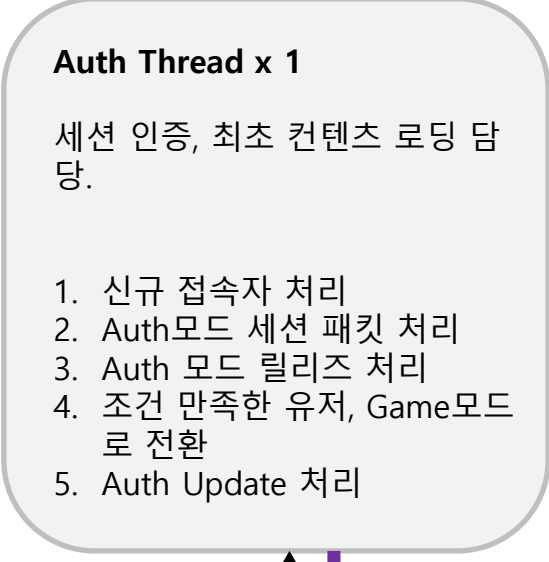 Auth Thread x 1
세션 인증, 최초 컨텐츠 로딩 담
당.
1. 신규 접속자 처리
2. Auth모드 세션 패킷 처리
3. Auth 모드 릴리즈 처리
4. 조건 만족한 유저, Game모드
로 전환
5. Auth Update 처리